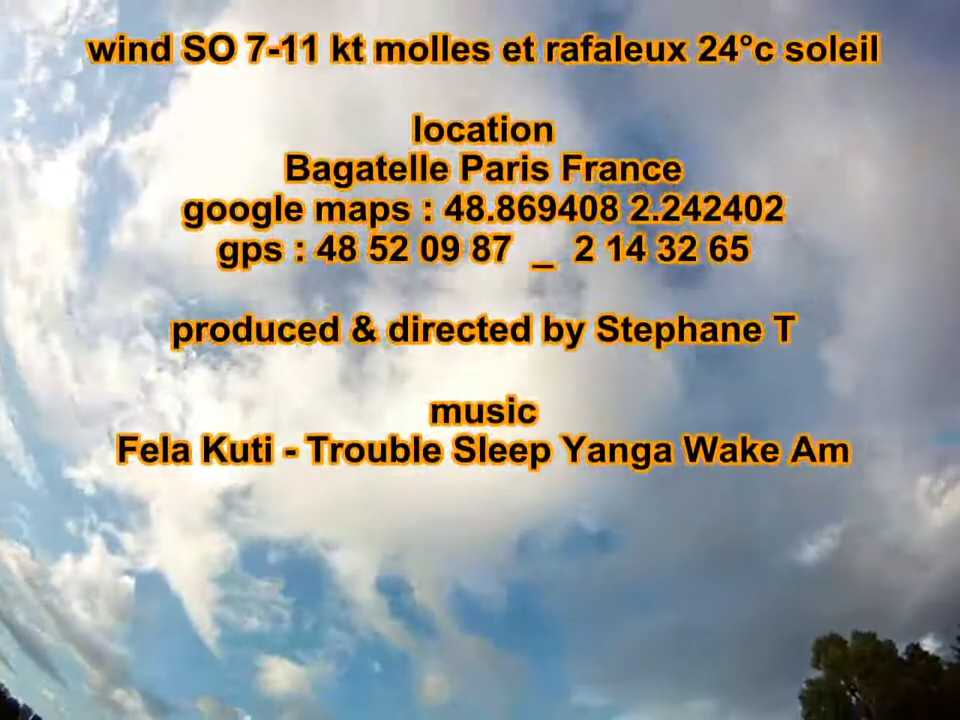 wind SO 7-11 kt molles et rafaleux 24°c soleil
location
Bagatelle Paris France
google maps : 48.869408 2.242402
gps : 48 52 09 87 _ 2 14 32 65
produced & directed by Stephane T
music
Fela Kuti - Trouble Sleep Yanga Wake Am